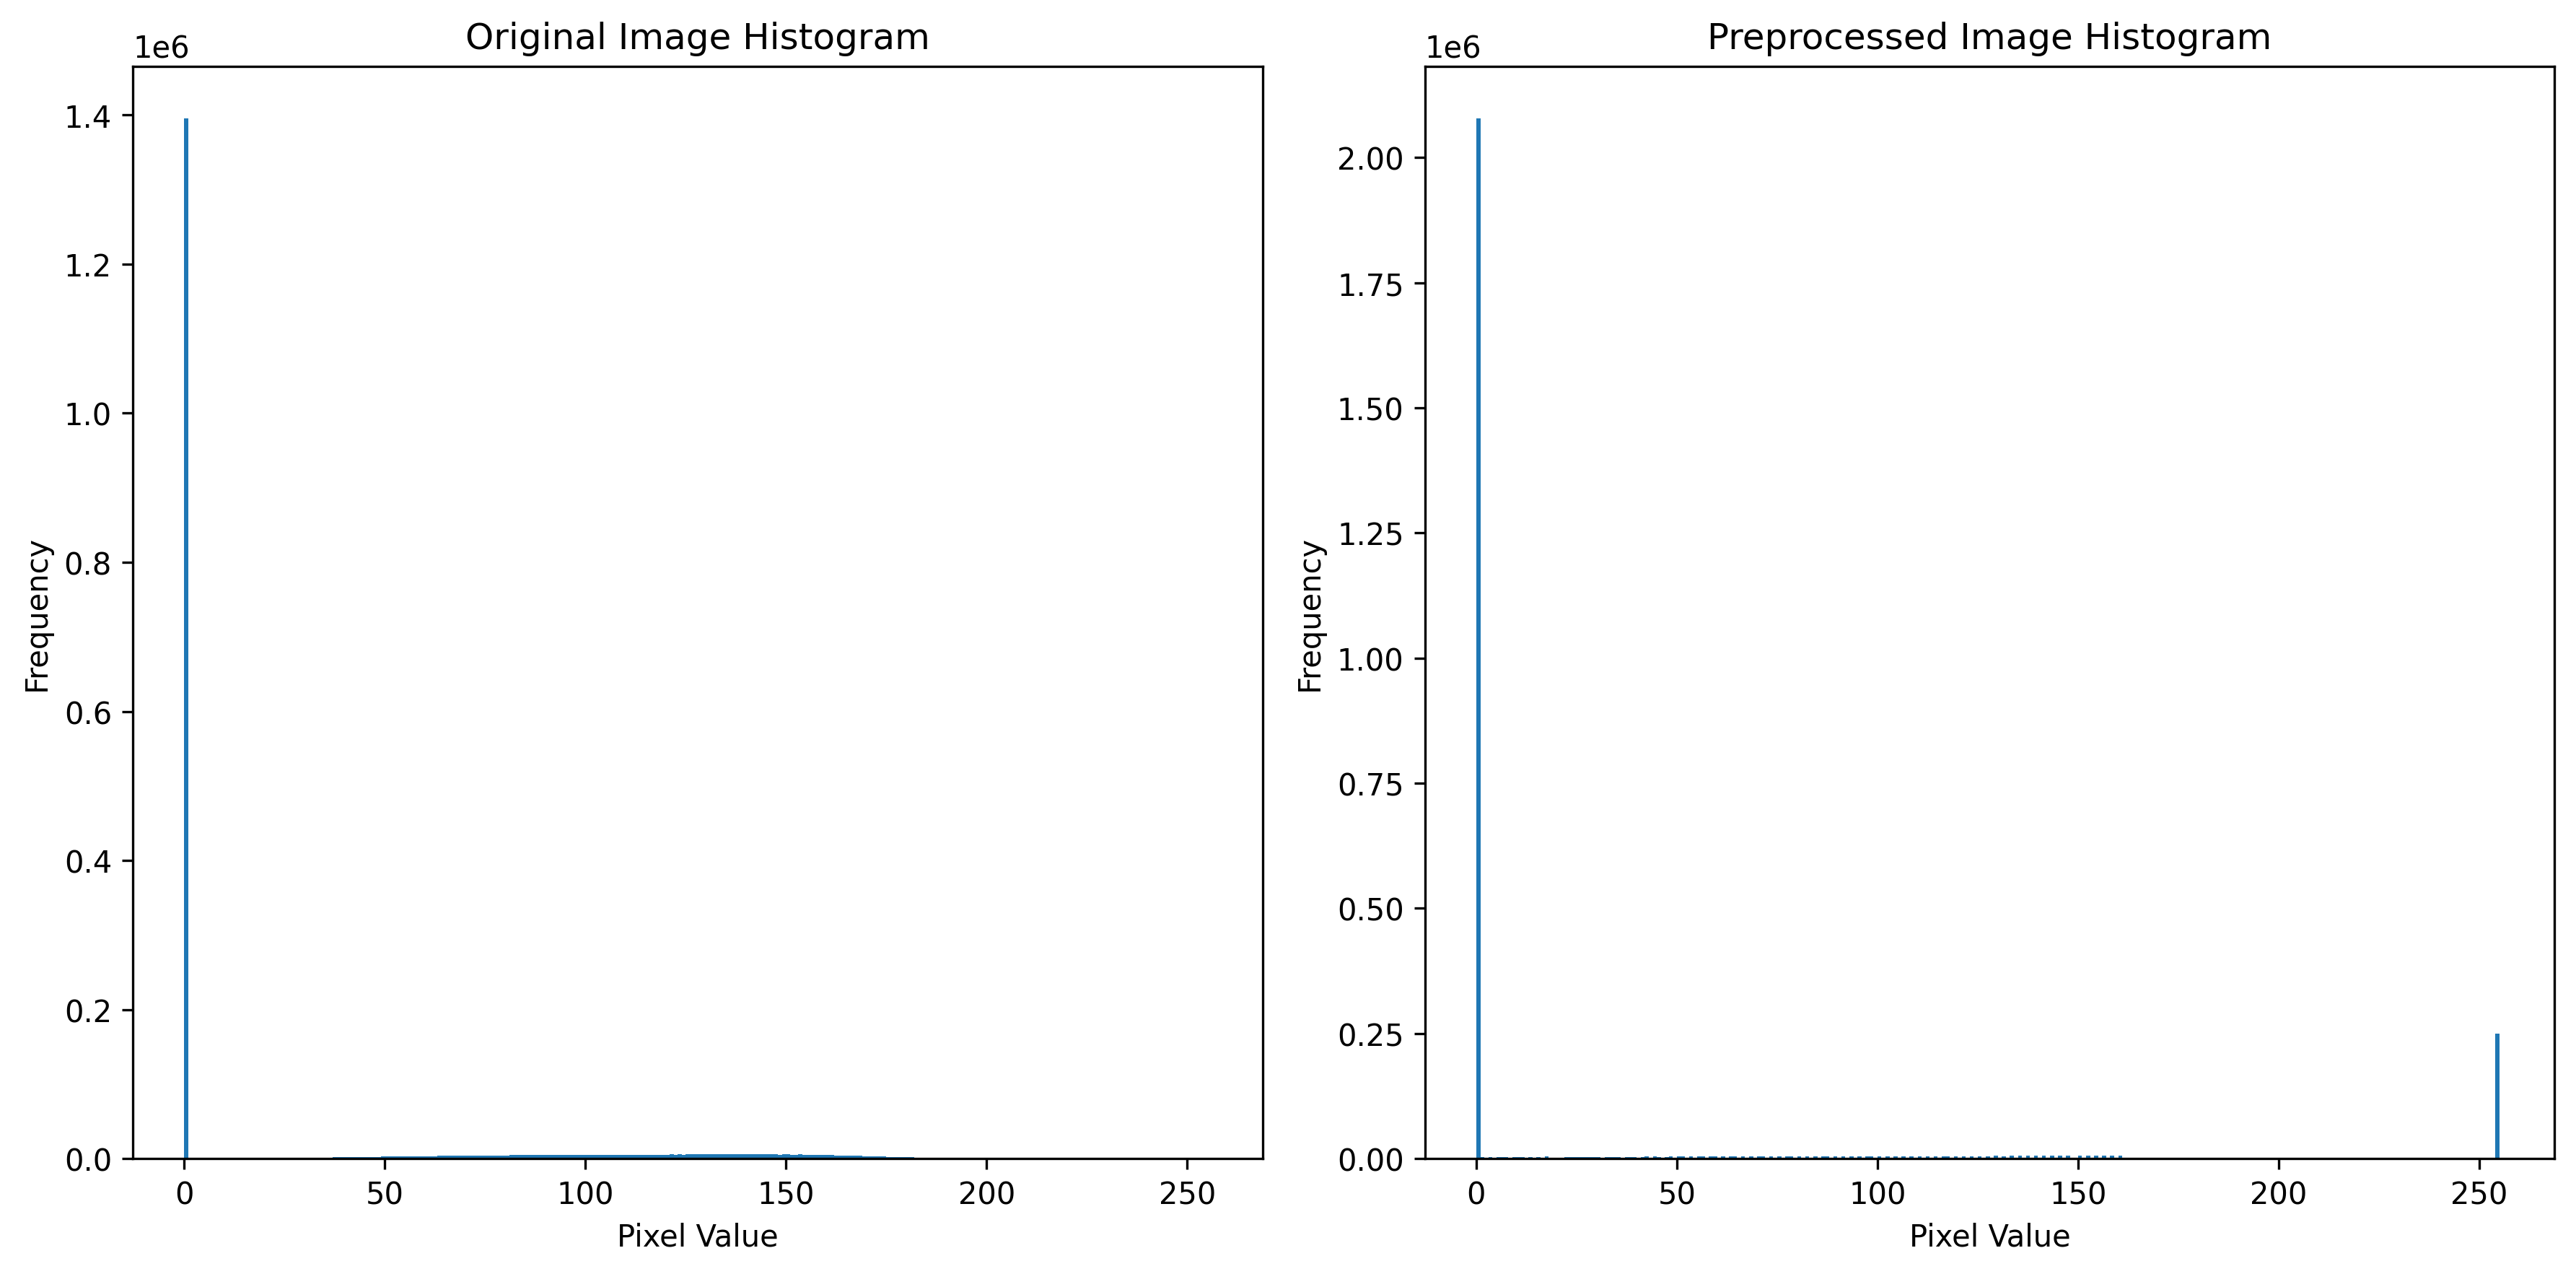 Original Image Histogram
1e6
1.4
1.2
1.0
0.8
0.6
0.4
0.2
0.0
Frequency
0 50 100 150 200 250
Pixel Value
Preprocessed Image Histogram
1e6
2.00
1.75
1.50
1.25
1.00
0.75
0.50
0.25
0.00
Frequency
0 50 100 150 200 250
Pixel Value